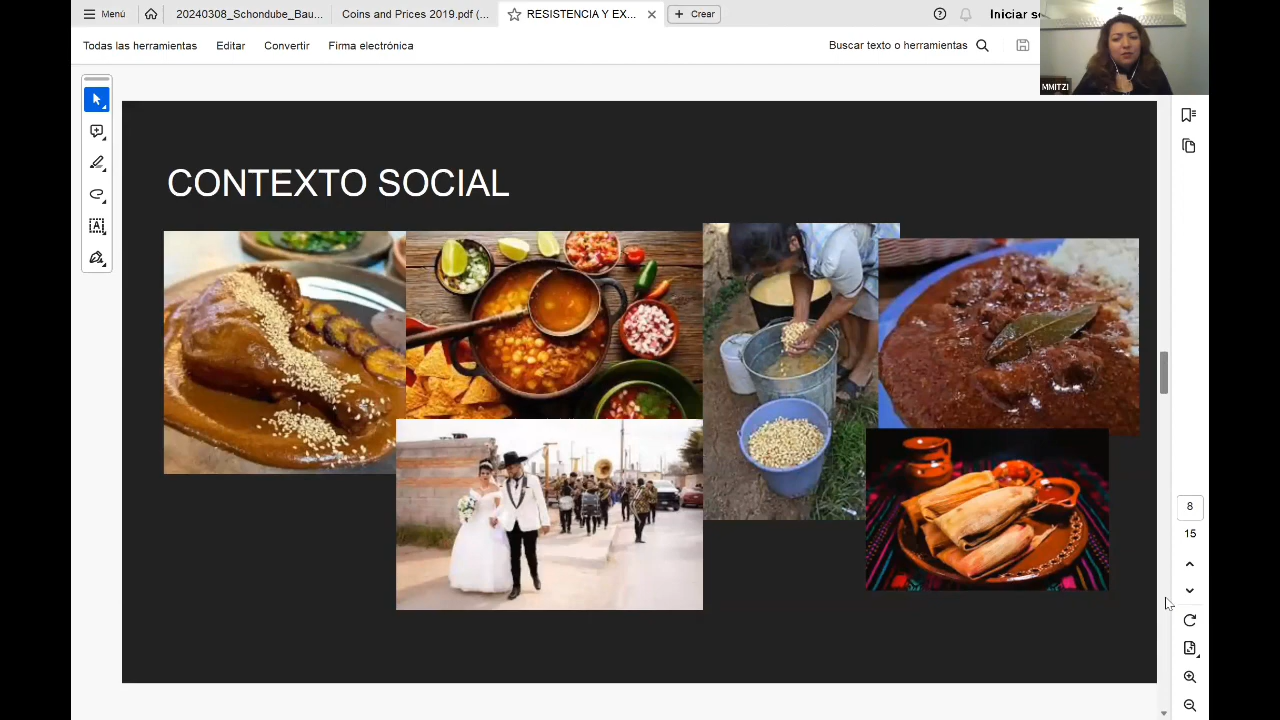 Menú
20240308_Schondube_Bau...
Coins and Prices 2019.pdf (...
RESISTENCIA Y EX...
Crear
Iniciar se
Todas las herramientas
Editar
Convertir
Firma electrónica
Buscar texto o herramientas
MMITZI
CONTEXTO SOCIAL
8
15